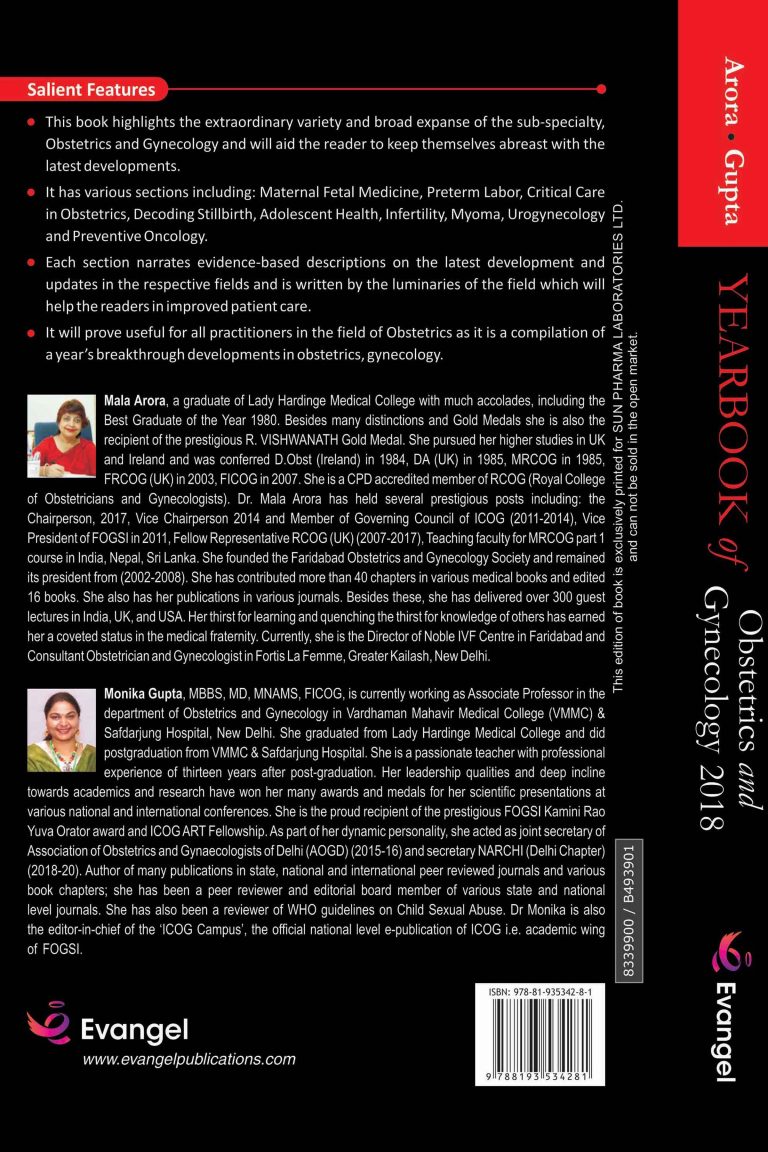 Salient Features
This book highlights the extraordinary variety and broad expanse of the sub-specialty,
Obstetrics and Gynecology and will aid the reader to keep themselves abreast with the
latest developments.
It has various sections including: Maternal Fetal Medicine, Preterm Labor, Critical Care
in Obstetrics, Decoding Stillbirth, Adolescent Health, Infertility, Myoma, Urogynecology
and Preventive Oncology.
Each section narrates evidence-based descriptions on the latest development and
updates in the respective fields and is written by the luminaries of the field which will
help the readers in improved patient care.
It will prove useful for all practitioners in the field of Obstetrics as it is a compilation of
a year's breakthrough developments in obstetrics, gynecology.
Mala Arora, a graduate of Lady Hardinge Medical College with much accolades, including the
Best Graduate of the Year 1980. Besides many distinctions and Gold Medals she is also the
recipient of the prestigious R. VISHWANATH Gold Medal. She pursued her higher studies in UK
and Ireland and was conferred D.Obst (Ireland) in 1984, DA (UK) in 1985, MRCOG in 1985,
FRCOG (UK) in 2003, FICOG in 2007. She is a CPD accredited member of RCOG (Royal College
of Obstetricians and Gynecologists). Dr. Mala Arora has held several prestigious posts including: the
Chairperson, 2017, Vice Chairperson 2014 and Member of Governing Council of ICOG (2011-2014), Vice
President of FOGSI in 2011, Fellow Representative RCOG (UK) (2007-2017), Teaching faculty for MRCOG part 1
course in India, Nepal, Sri Lanka. She founded the Faridabad Obstetrics and Gynecology Society and remained
its president from (2002-2008). She has contributed more than 40 chapters in various medical books and edited
16 books. She also has her publications in various journals. Besides these, she has delivered over 300 guest
lectures in India, UK, and USA. Her thirst for learning and quenching the thirst for knowledge of others has earned
her a coveted status in the medical fraternity. Currently, she is the Director of Noble IVF Centre in Faridabad and
Consultant Obstetrician and Gynecologist in Fortis La Femme, Greater Kailash, New Delhi.
Monika Gupta, MBBS, MD, MNAMS, FICOG, is currently working as Associate Professor in the
department of Obstetrics and Gynecology in Vardhaman Mahavir Medical College (VMMC) &
Safdarjung Hospital, New Delhi. She graduated from Lady Hardinge Medical College and did
postgraduation from VMMC & Safdarjung Hospital. She is a passionate teacher with professional
experience of thirteen years after post-graduation. Her leadership qualities and deep incline
towards academics and research have won her many awards and medals for her scientific presentations at
various national and international conferences. She is the proud recipient of the prestigious FOGSI Kamini Rao
Yuva Orator award and ICOG ART Fellowship. As part of her dynamic personality, she acted as joint secretary of
Association of Obstetrics and Gynaecologists of Delhi (AOGD) (2015-16) and secretary NARCHI (Delhi Chapter)
(2018-20). Author of many publications in state, national and international peer reviewed journals and various
book chapters; she has been a peer reviewer and editorial board member of various state and national
level journals. She has also been a reviewer of WHO guidelines on Child Sexual Abuse. Dr Monika is also
the editor-in-chief of the 'ICOG Campus', the official national level e-publication of ICOG i.e. academic wing
of FOGSI.
Evangel
www.evangelpublications.com
ISBN: 978-81-935342-8-1
9 788193 534281
This edition of book is exclusively printed for SUN PHARMA LABORATORIES LTD.
and can not be sold in the open market.
8339900 / B493901
Arora • Gupta
YEARBOOK of
Obstetrics and
Gynecology 2018
Evangel